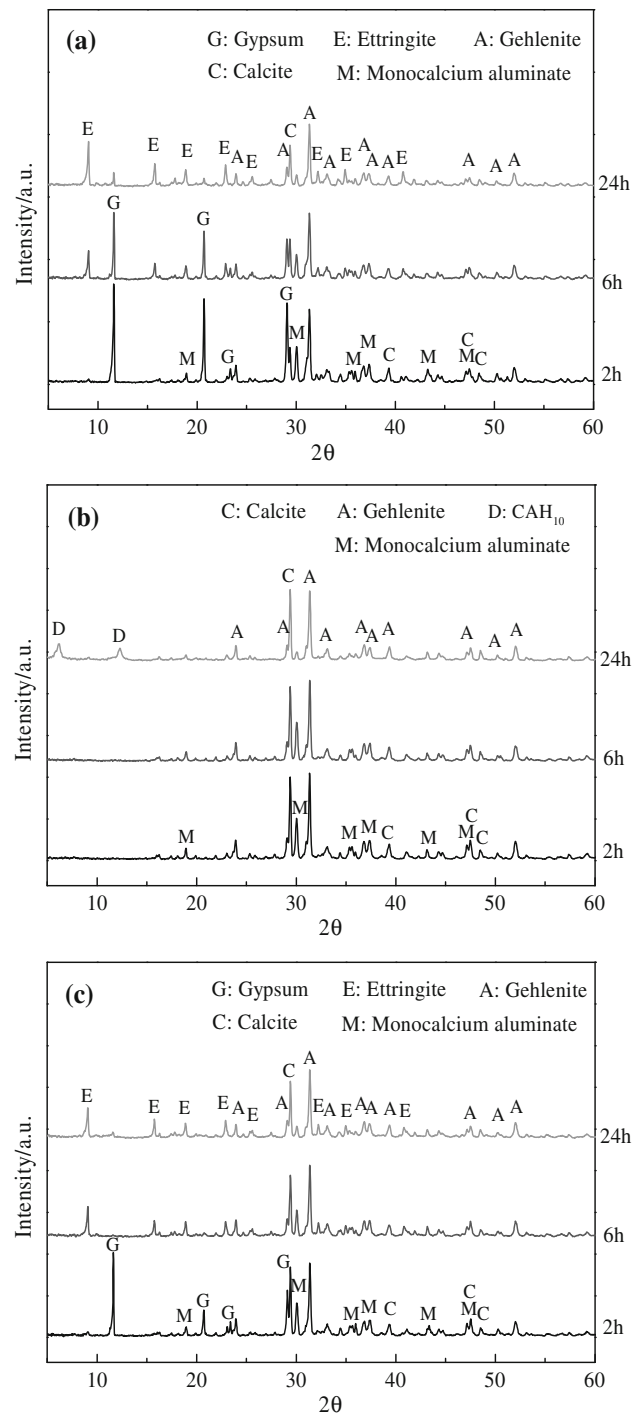 (a)
G: Gypsum E: Ettringite A: Gehlenite
C: Calcite M: Monocalcium aluminate
A
C
E E E E A E A E A E A A A E A A A
24h
G G
6h
G
M G M M M C M C M C
2h
Intensity/a.u.
10 20 30 40 50 60
2θ
(b)
C: Calcite A: Gehlenite D: CAH₁₀
M: Monocalcium aluminate
C A
D D A A A A A A A A A
24h
6h
M M M M C M C M C
2h
Intensity/a.u.
10 20 30 40 50 60
2θ
(c)
G: Gypsum E: Ettringite A: Gehlenite
C: Calcite M: Monocalcium aluminate
C A
E E E E A E A E A E A A A E A A A
24h
6h
G G
M G G M M M C M C M C
2h
Intensity/a.u.
10 20 30 40 50 60
2θ